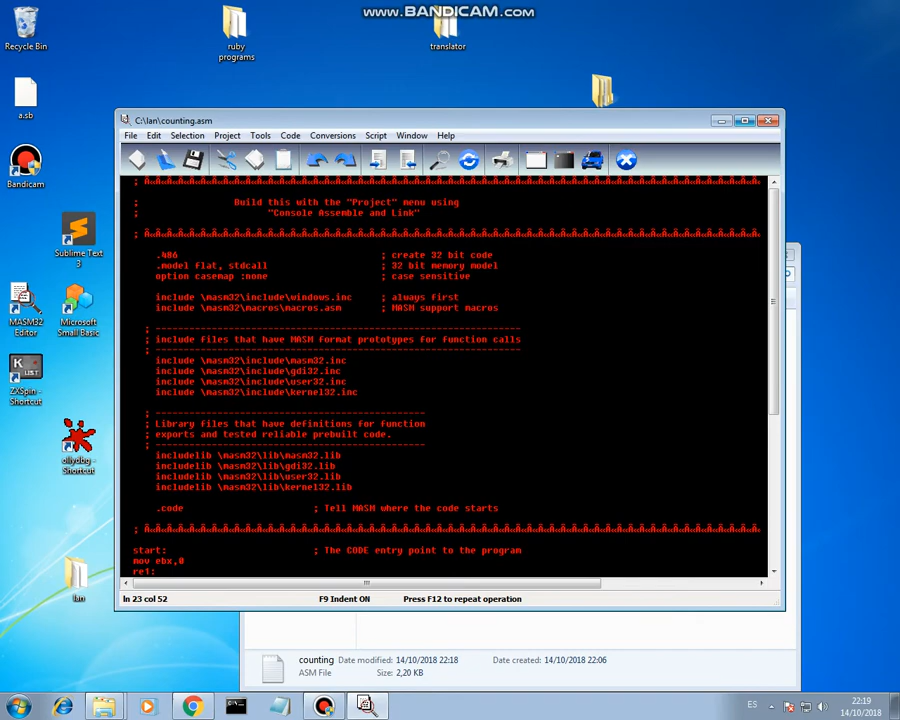 www.BANDICAM.com
Recycle Bin
ruby programs
translator
a.sb
Bandicam
Sublime Text 3
MASM32 Editor
Microsoft Small Basic
K LIST
ZXSpin - Shortcut
ollydbg - Shortcut
lan
C:\lan\counting.asm
File Edit Selection Project Tools Code Conversions Script Window Help
; Build this with the "Project" menu using
; "Console Assemble and Link"
.486 ; create 32 bit code
.model flat, stdcall ; 32 bit memory model
option casemap :none ; case sensitive
include \masm32\include\windows.inc ; always first
include \masm32\macros\macros.asm ; MASM support macros
; -----------------------------------------------------------------
; include files that have MASM format prototypes for function calls
; -----------------------------------------------------------------
include \masm32\include\masm32.inc
include \masm32\include\gdi32.inc
include \masm32\include\user32.inc
include \masm32\include\kernel32.inc
; ------------------------------------------------
; Library files that have definitions for function
; exports and tested reliable prebuilt code.
; ------------------------------------------------
includelib \masm32\lib\masm32.lib
includelib \masm32\lib\gdi32.lib
includelib \masm32\lib\user32.lib
includelib \masm32\lib\kernel32.lib
.code ; Tell MASM where the code starts
start: ; The CODE entry point to the program
mov ebx,0
re1:
ln 23 col 52 F9 Indent ON Press F12 to repeat operation
counting Date modified: 14/10/2018 22:18 Date created: 14/10/2018 22:06
ASM File Size: 2,20 KB
ES
22:19
14/10/2018